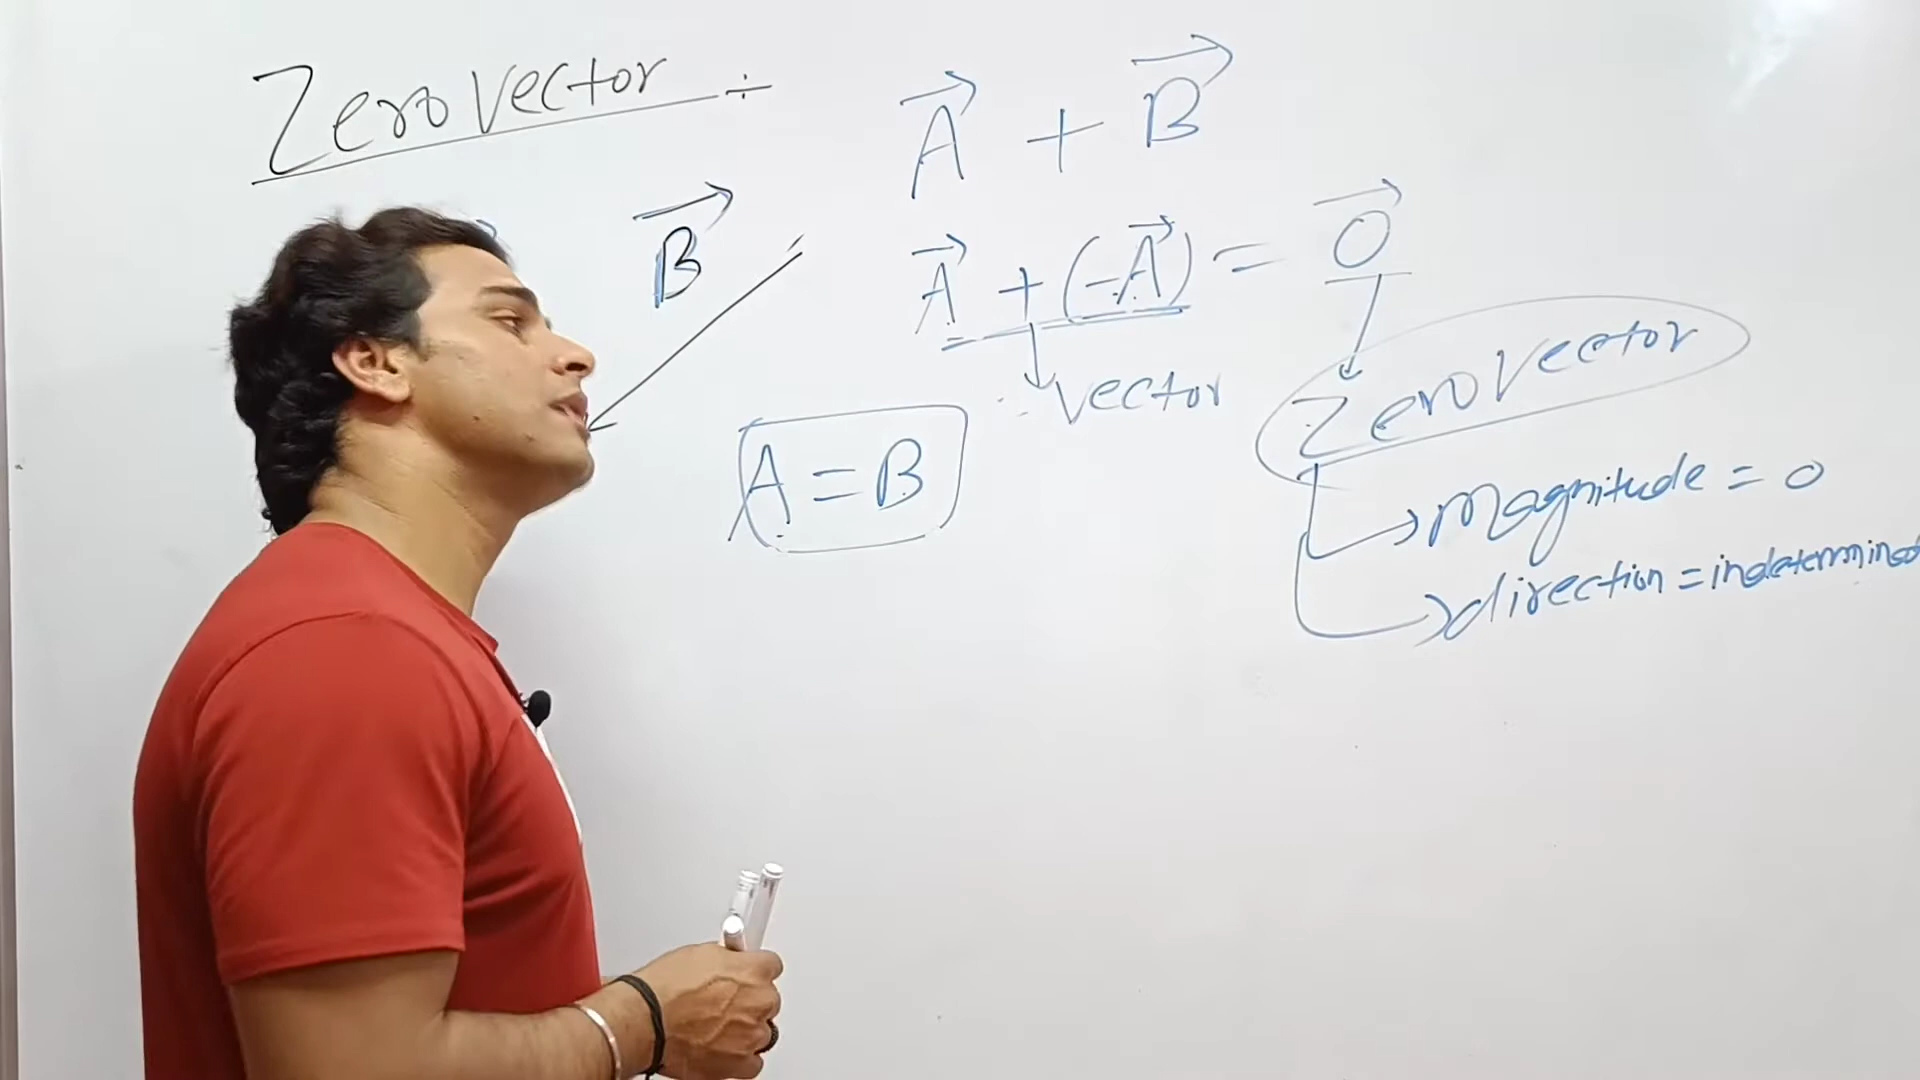 Zero Vector ÷
A⃗ + B⃗
B⃗
A⃗ + (-A⃗) = 0⃗
Vector
Zero Vector
A = B
Magnitude = 0
direction = indetermined